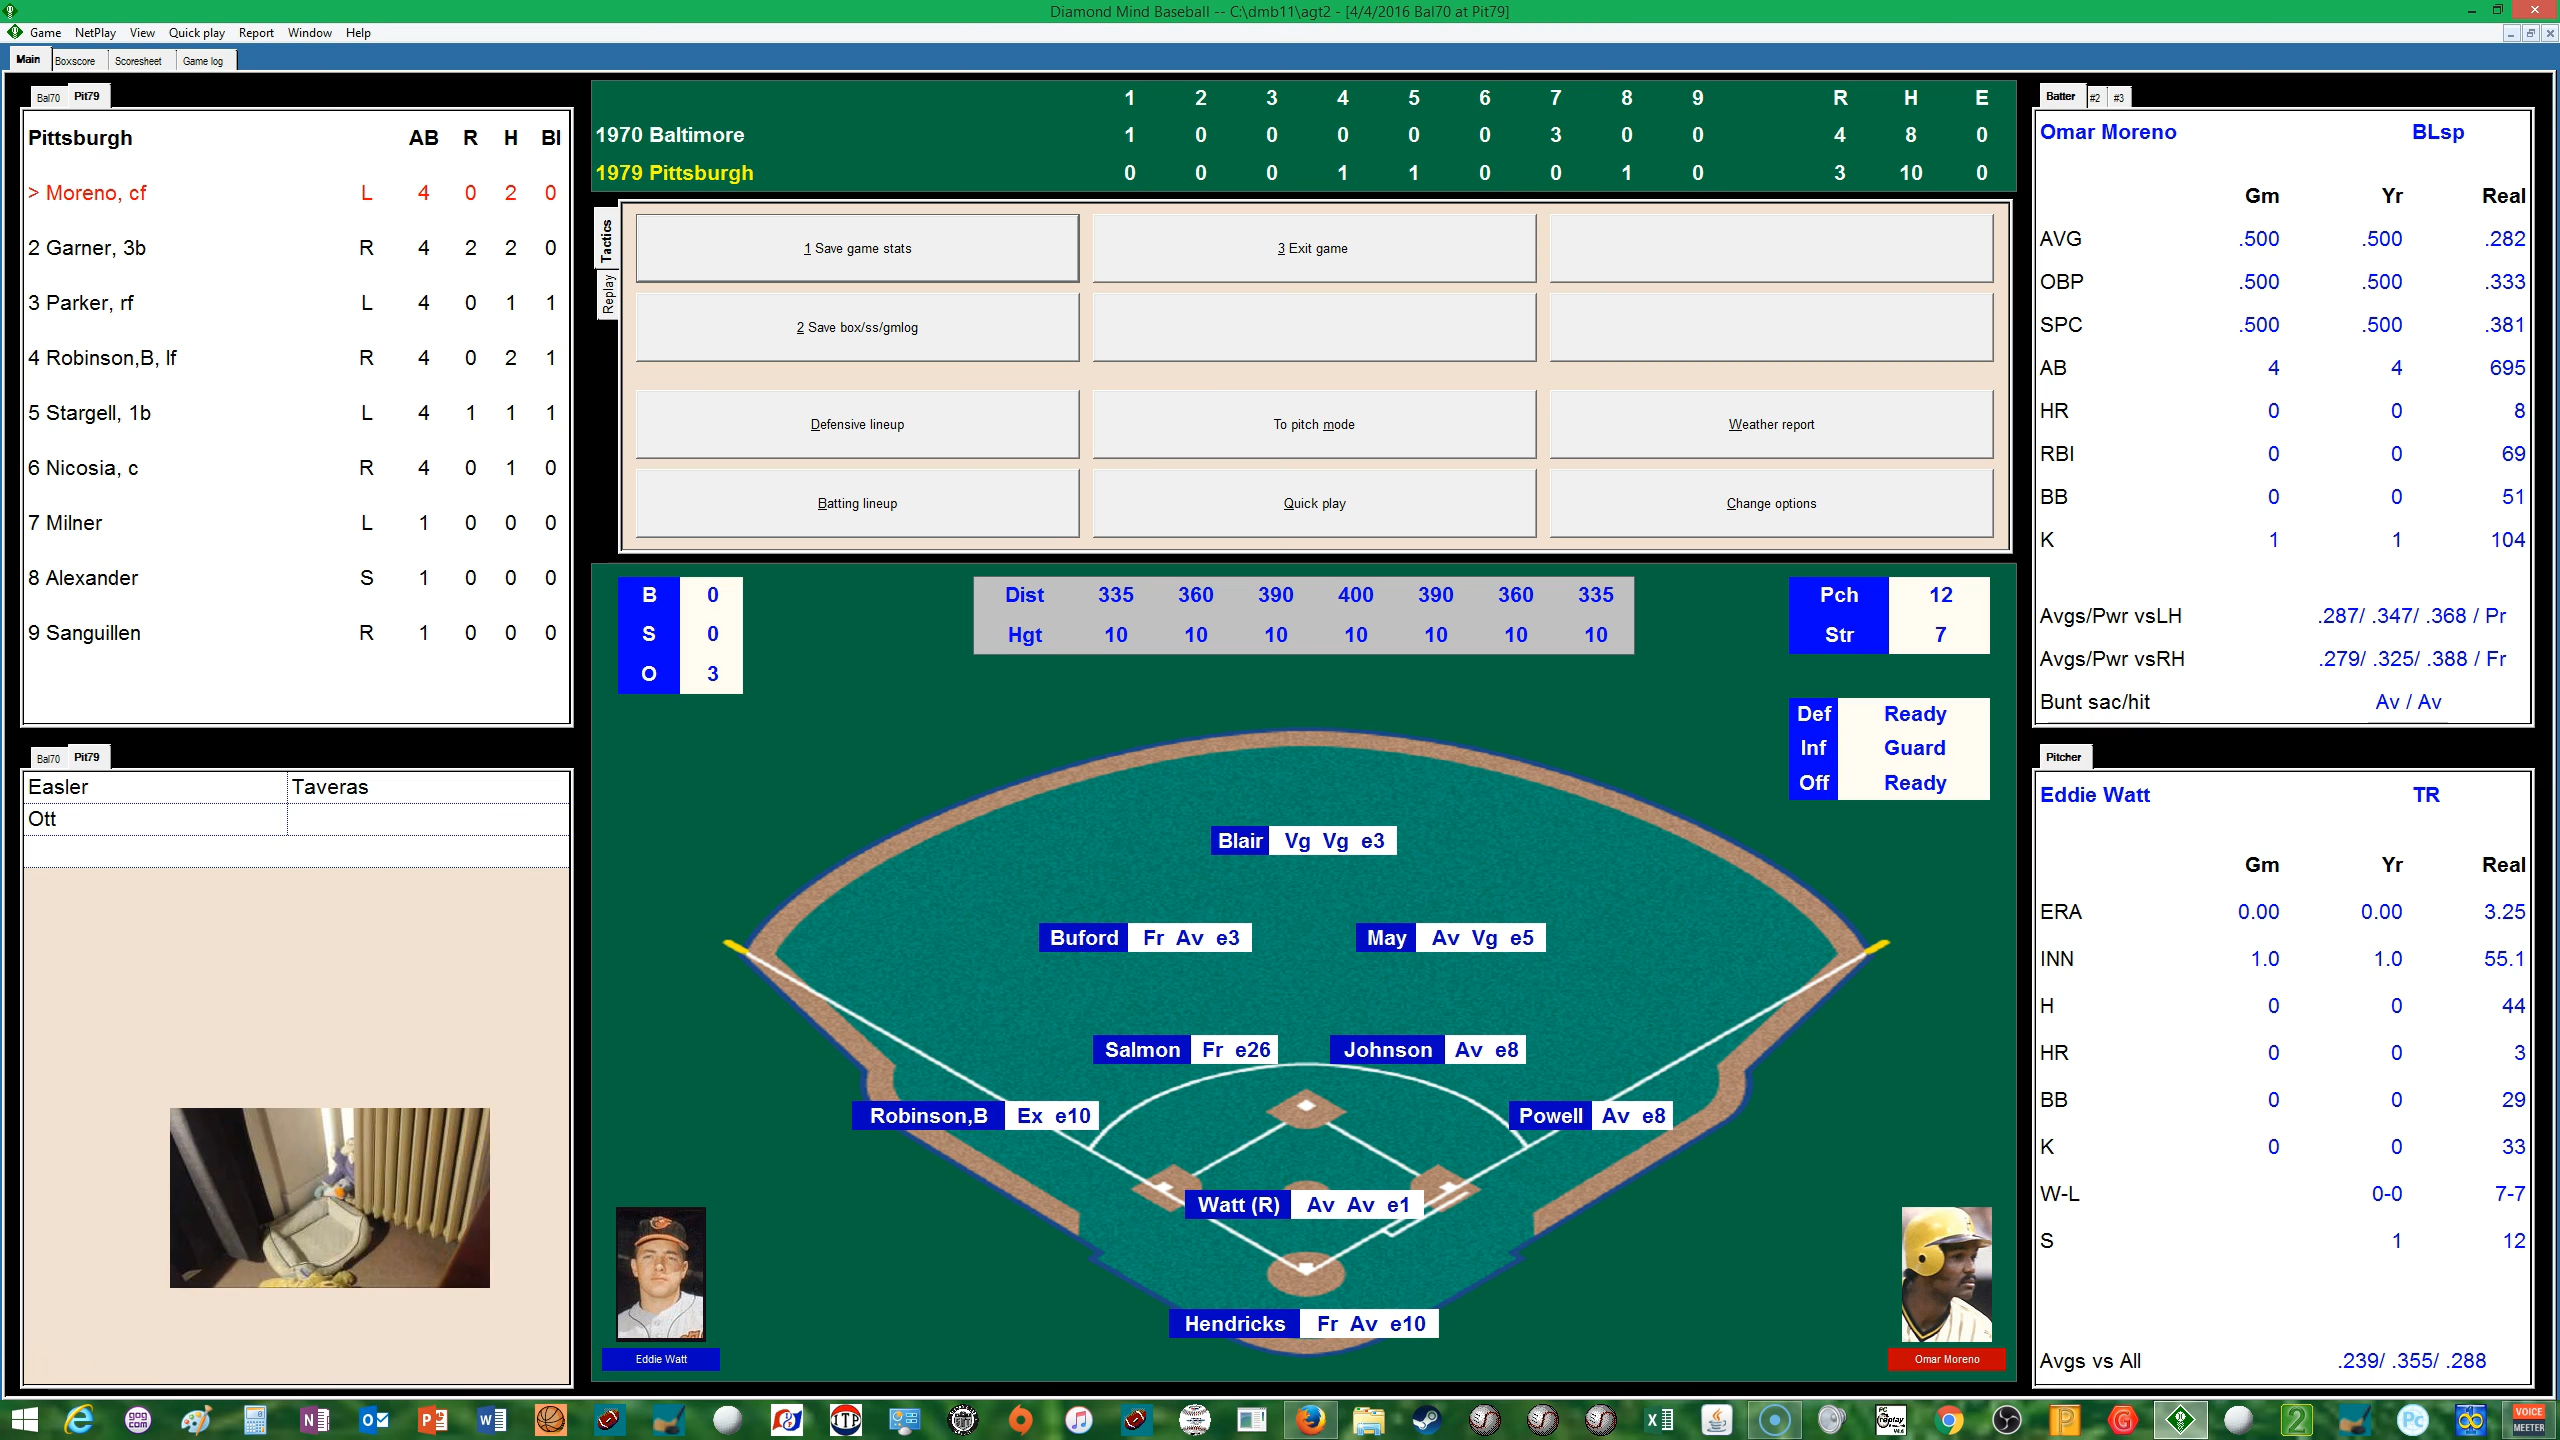 Diamond Mind Baseball -- C:\dmb11\agt2 - [4/4/2016 Bal70 at Pit79]
Game NetPlay View Quick play Report Window Help
Main Boxscore Scoresheet Game log
Bal70 Pit79
Pittsburgh AB R H BI
> Moreno, cf L 4 0 2 0
2 Garner, 3b R 4 2 2 0
3 Parker, rf L 4 0 1 1
4 Robinson,B, lf R 4 0 2 1
5 Stargell, 1b L 4 1 1 1
6 Nicosia, c R 4 0 1 0
7 Milner L 1 0 0 0
8 Alexander S 1 0 0 0
9 Sanguillen R 1 0 0 0
Bal70 Pit79
Easler Taveras
Ott
1 2 3 4 5 6 7 8 9 R H E
1970 Baltimore 1 0 0 0 0 0 3 0 0 4 8 0
1979 Pittsburgh 0 0 0 1 1 0 0 1 0 3 10 0
Tactics
Replay
1 Save game stats 3 Exit game
2 Save box/ss/gmlog
Defensive lineup To pitch mode Weather report
Batting lineup Quick play Change options
B 0
S 0
O 3
Dist 335 360 390 400 390 360 335
Hgt 10 10 10 10 10 10 10
Pch 12
Str 7
Def Ready
Inf Guard
Off Ready
Blair Vg Vg e3
Buford Fr Av e3
May Av Vg e5
Salmon Fr e26
Johnson Av e8
Robinson,B Ex e10
Powell Av e8
Watt (R) Av Av e1
Hendricks Fr Av e10
Eddie Watt
Omar Moreno
Batter #2 #3
Omar Moreno BLsp
Gm Yr Real
AVG .500 .500 .282
OBP .500 .500 .333
SPC .500 .500 .381
AB 4 4 695
HR 0 0 8
RBI 0 0 69
BB 0 0 51
K 1 1 104
Avgs/Pwr vsLH .287/ .347/ .368 / Pr
Avgs/Pwr vsRH .279/ .325/ .388 / Fr
Bunt sac/hit Av / Av
Pitcher
Eddie Watt TR
Gm Yr Real
ERA 0.00 0.00 3.25
INN 1.0 1.0 55.1
H 0 0 44
HR 0 0 3
BB 0 0 29
K 0 0 33
W-L 0-0 7-7
S 1 12
Avgs vs All .239/ .355/ .288
gog com
ITP
VOICE
MEETER